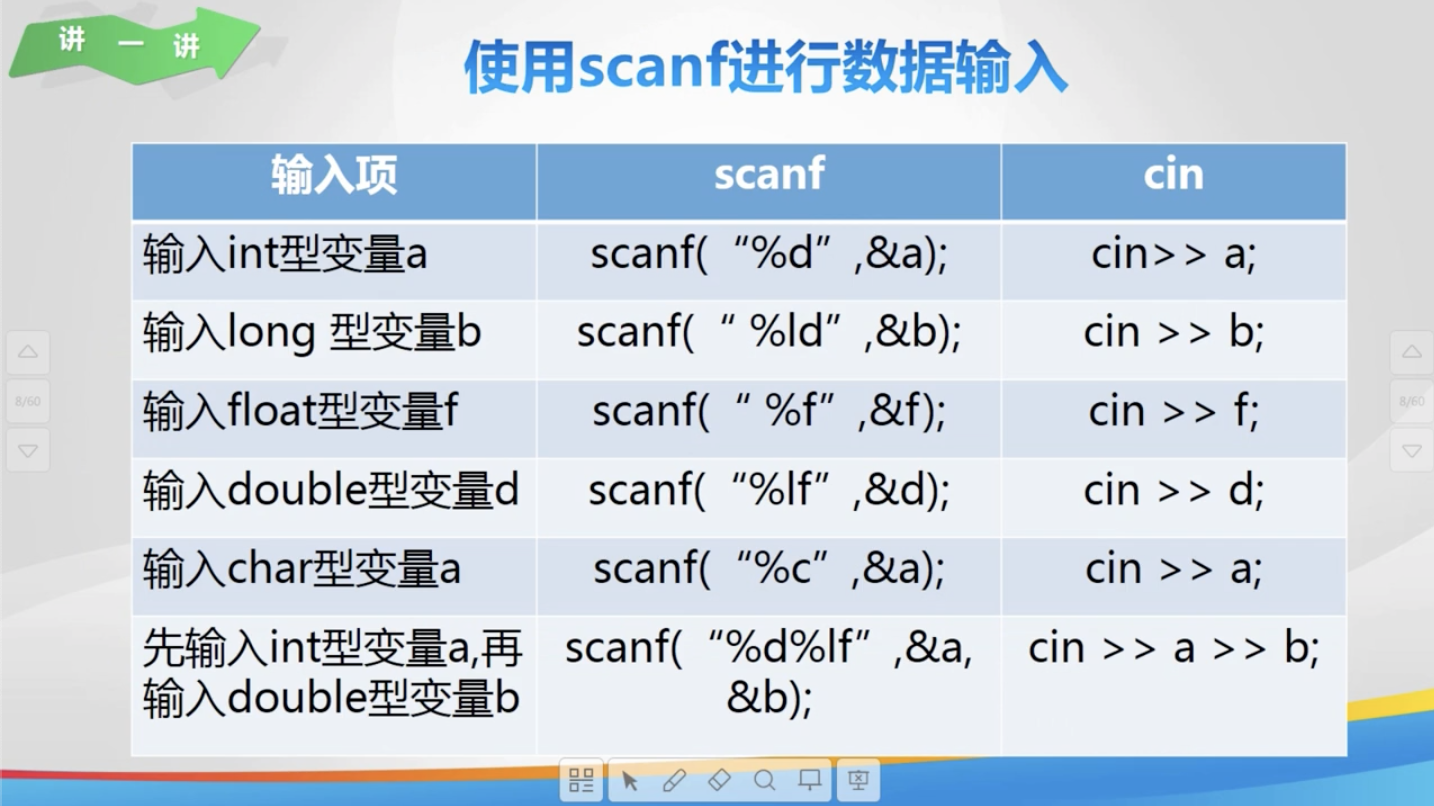 讲一讲
使用scanf进行数据输入
输入项 scanf cin
输入int型变量a scanf(“%d”,&a); cin>> a;
输入long 型变量b scanf(“ %ld”,&b); cin >> b;
输入float型变量f scanf(“ %f”,&f); cin >> f;
输入double型变量d scanf(“%lf”,&d); cin >> d;
输入char型变量a scanf(“%c”,&a); cin >> a;
先输入int型变量a,再 scanf(“%d%lf”,&a, cin >> a >> b;
输入double型变量b &b);
8/60 8/60